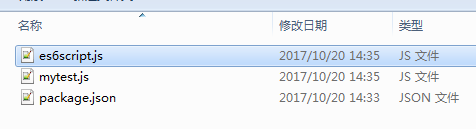 名称 修改日期 类型
es6script.js 2017/10/20 14:35 JS 文件
mytest.js 2017/10/20 14:35 JS 文件
package.json 2017/10/20 14:33 JSON 文件